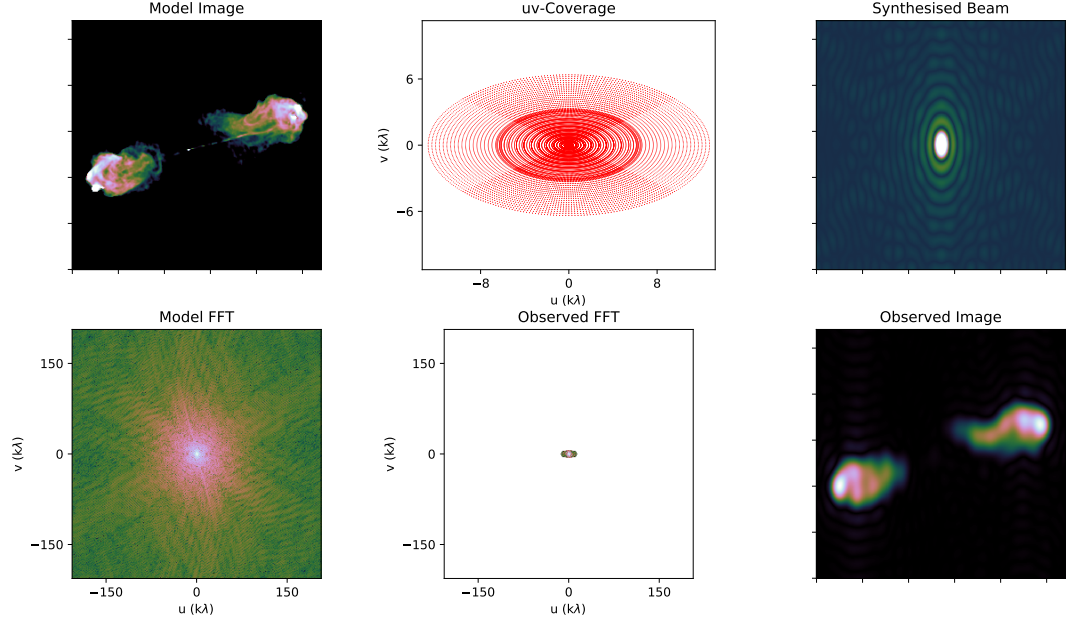 Model Image
uv-Coverage
Synthesised Beam
6
0
−6
v (kλ)
−8
0
8
u (kλ)
Model FFT
Observed FFT
Observed Image
150
0
−150
v (kλ)
−150
0
150
u (kλ)
150
0
−150
v (kλ)
−150
0
150
u (kλ)